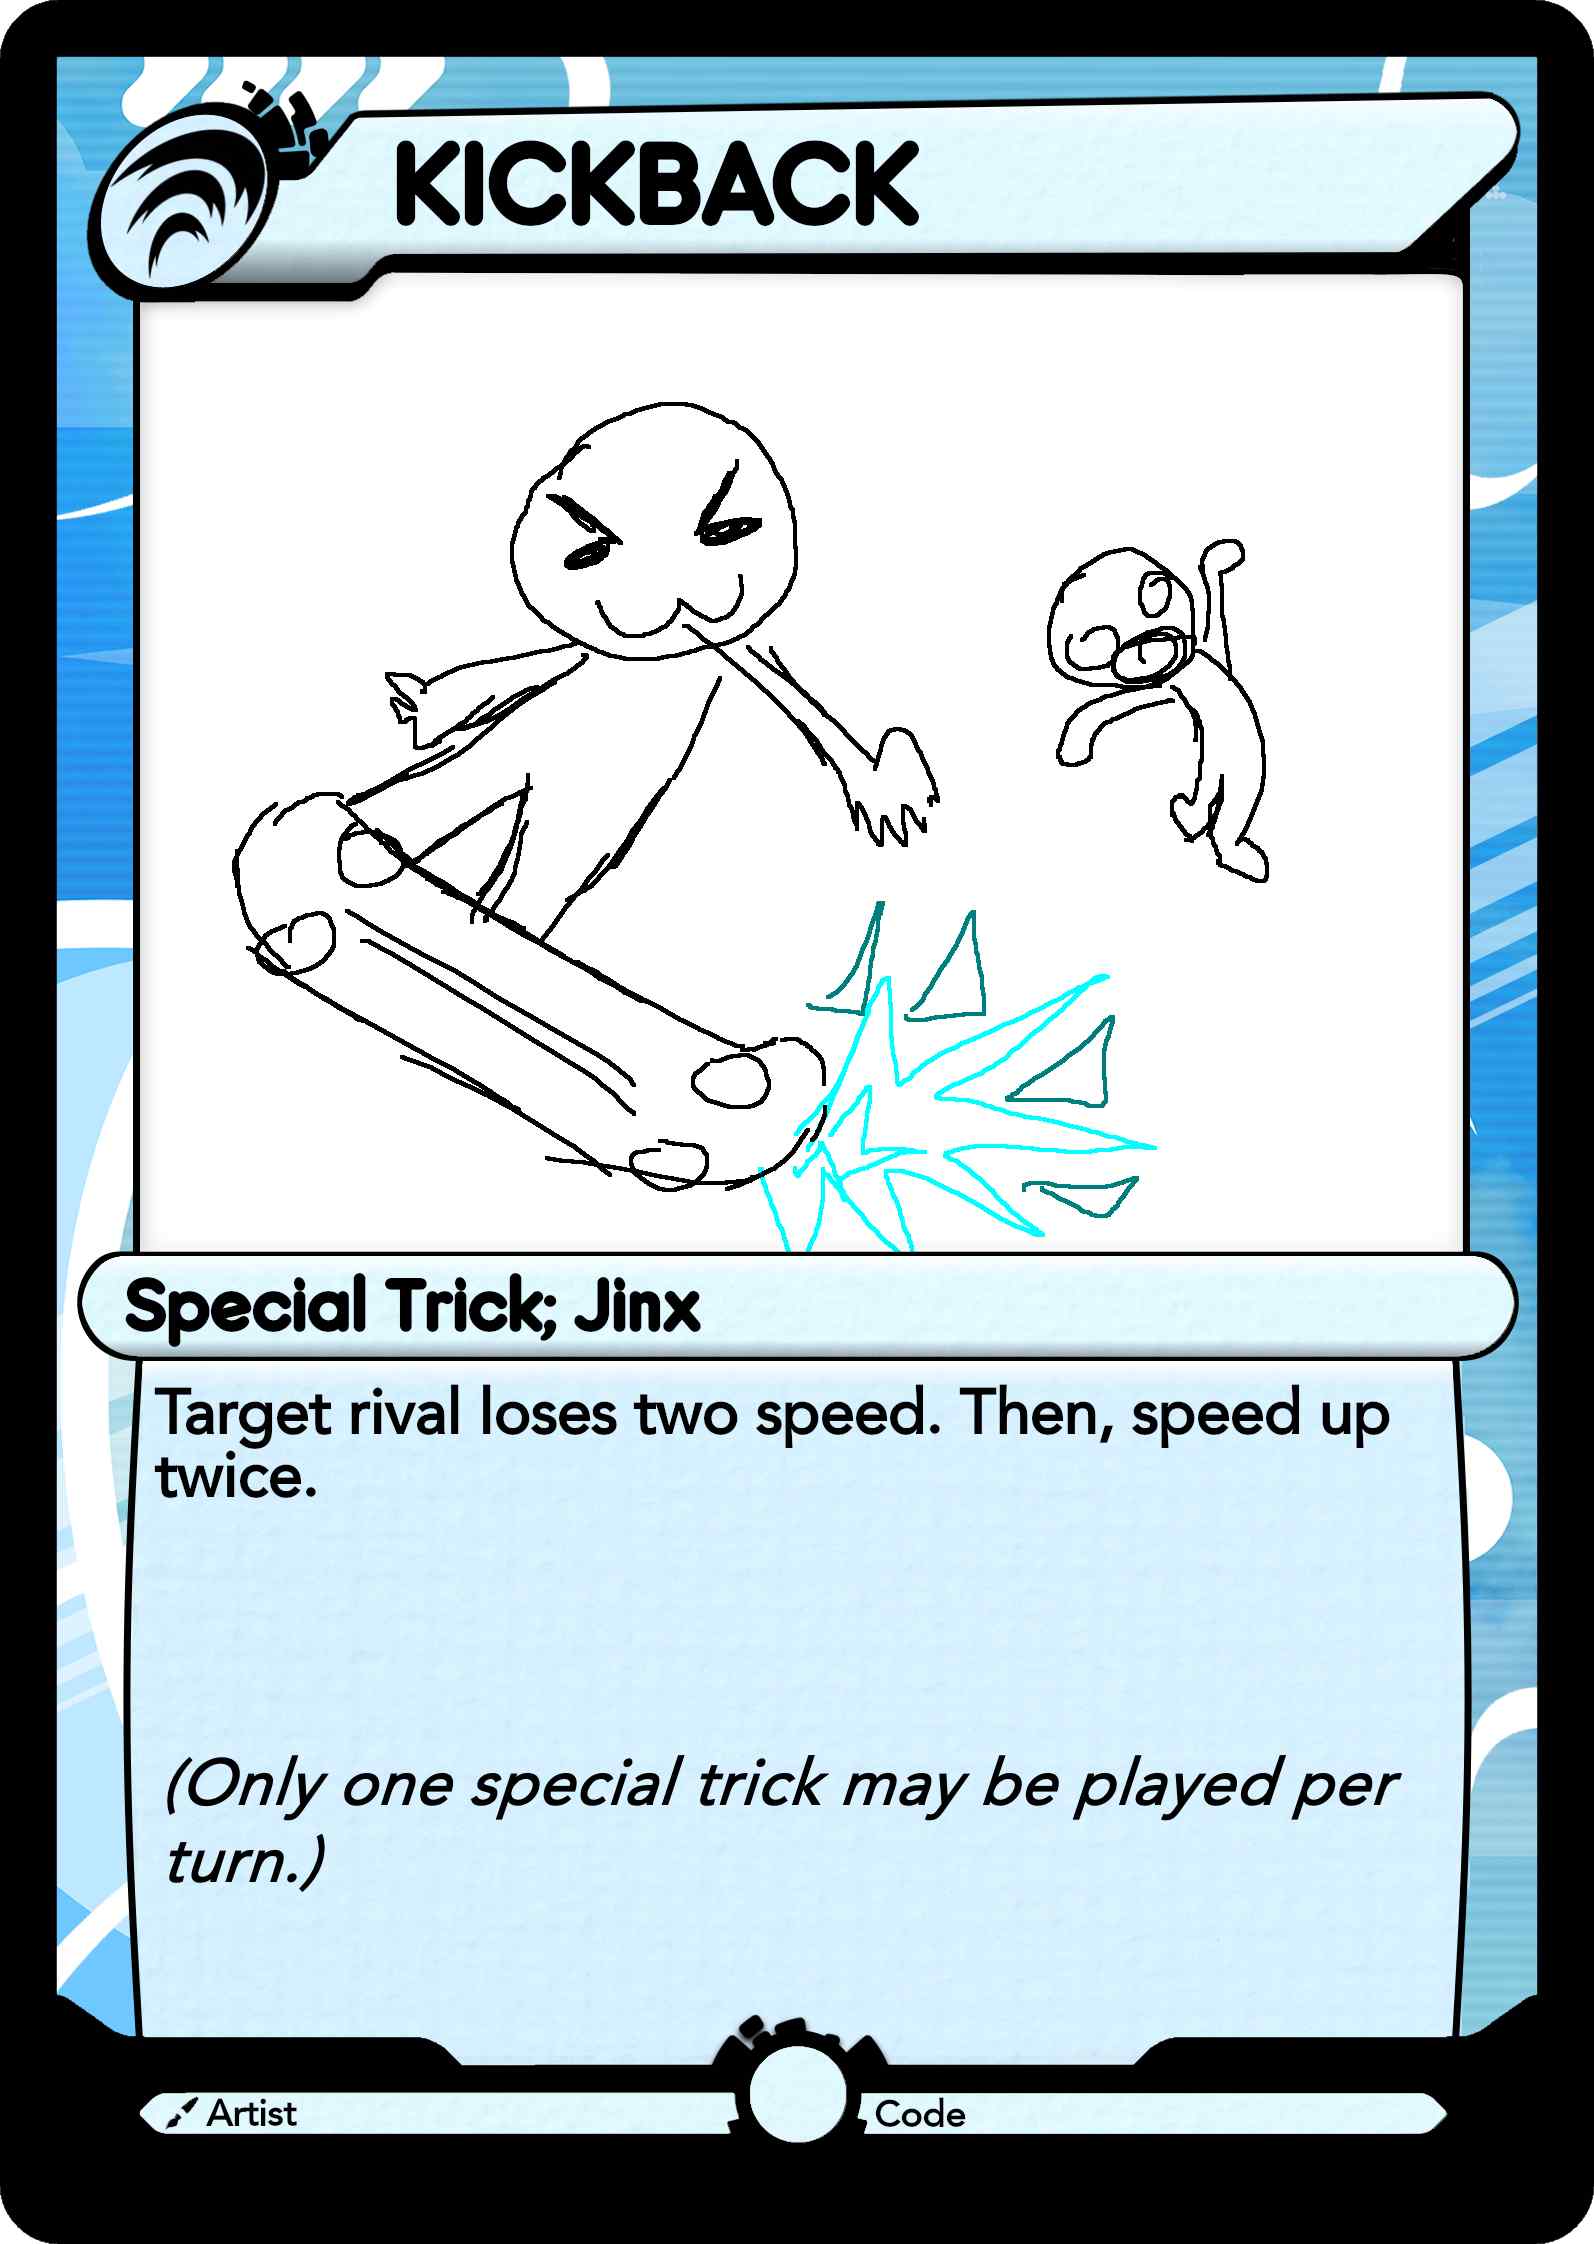 KICKBACK
Special Trick; Jinx
Target rival loses two speed. Then, speed up
twice.
(Only one special trick may be played per
turn.)
Artist
Code